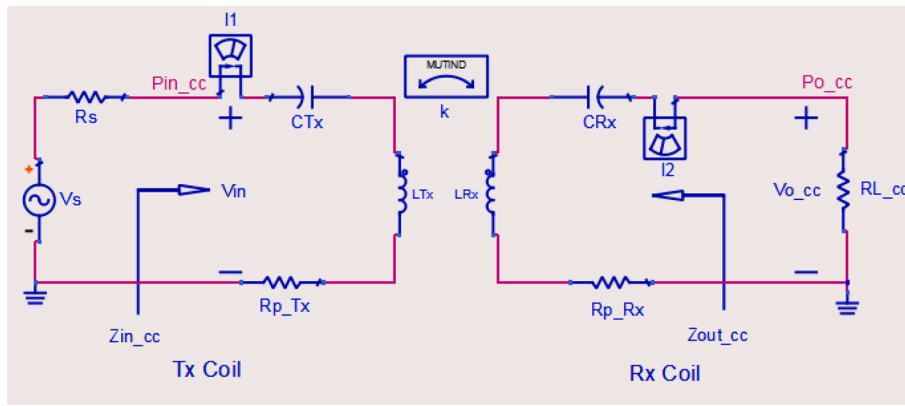 I1
MUTIND
k
Pin_cc
Po_cc
Rs
+
CTx
CRx
I2
+
+
Vs
-
Vin
LTx
LRx
Vo_cc
RL_cc
Rp_Tx
Rp_Rx
Zin_cc
Zout_cc
Tx Coil
Rx Coil